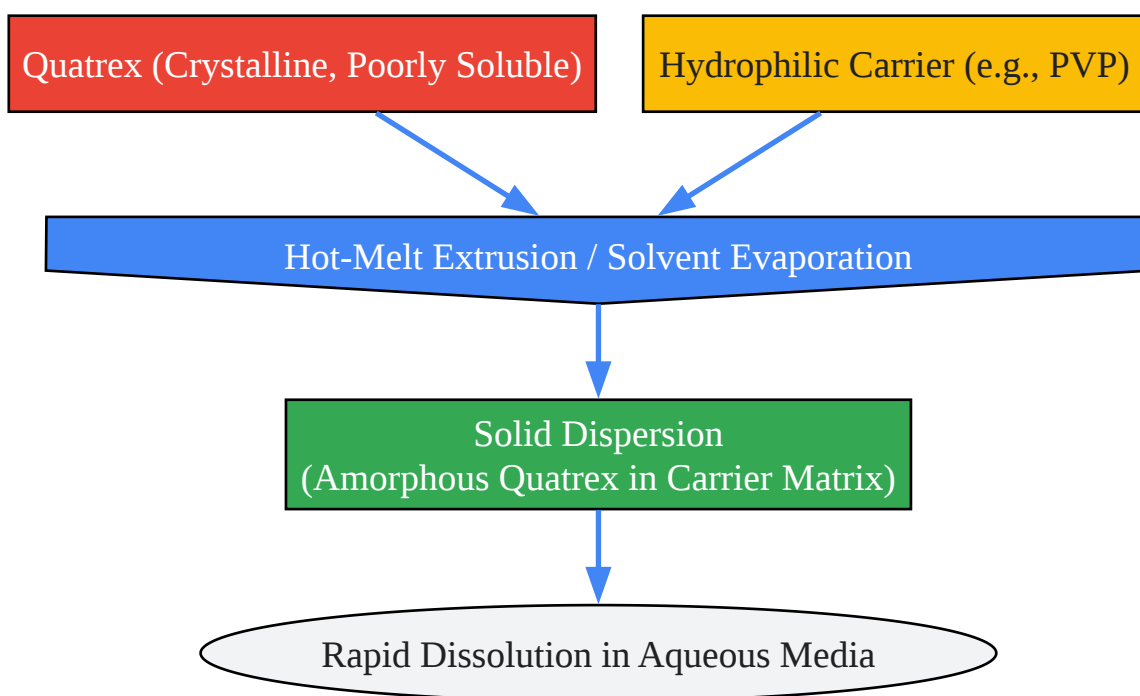 Quatrex (Crystalline, Poorly Soluble)
Hydrophilic Carrier (e.g., PVP)
Hot-Melt Extrusion / Solvent Evaporation
Solid Dispersion
(Amorphous Quatrex in Carrier Matrix)
Rapid Dissolution in Aqueous Media